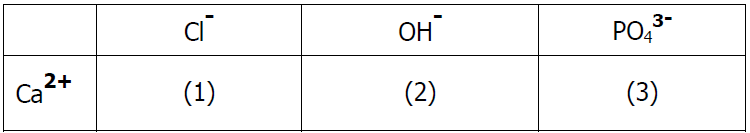 Cl⁻ OH⁻ PO₄³⁻
Ca²⁺ (1) (2) (3)